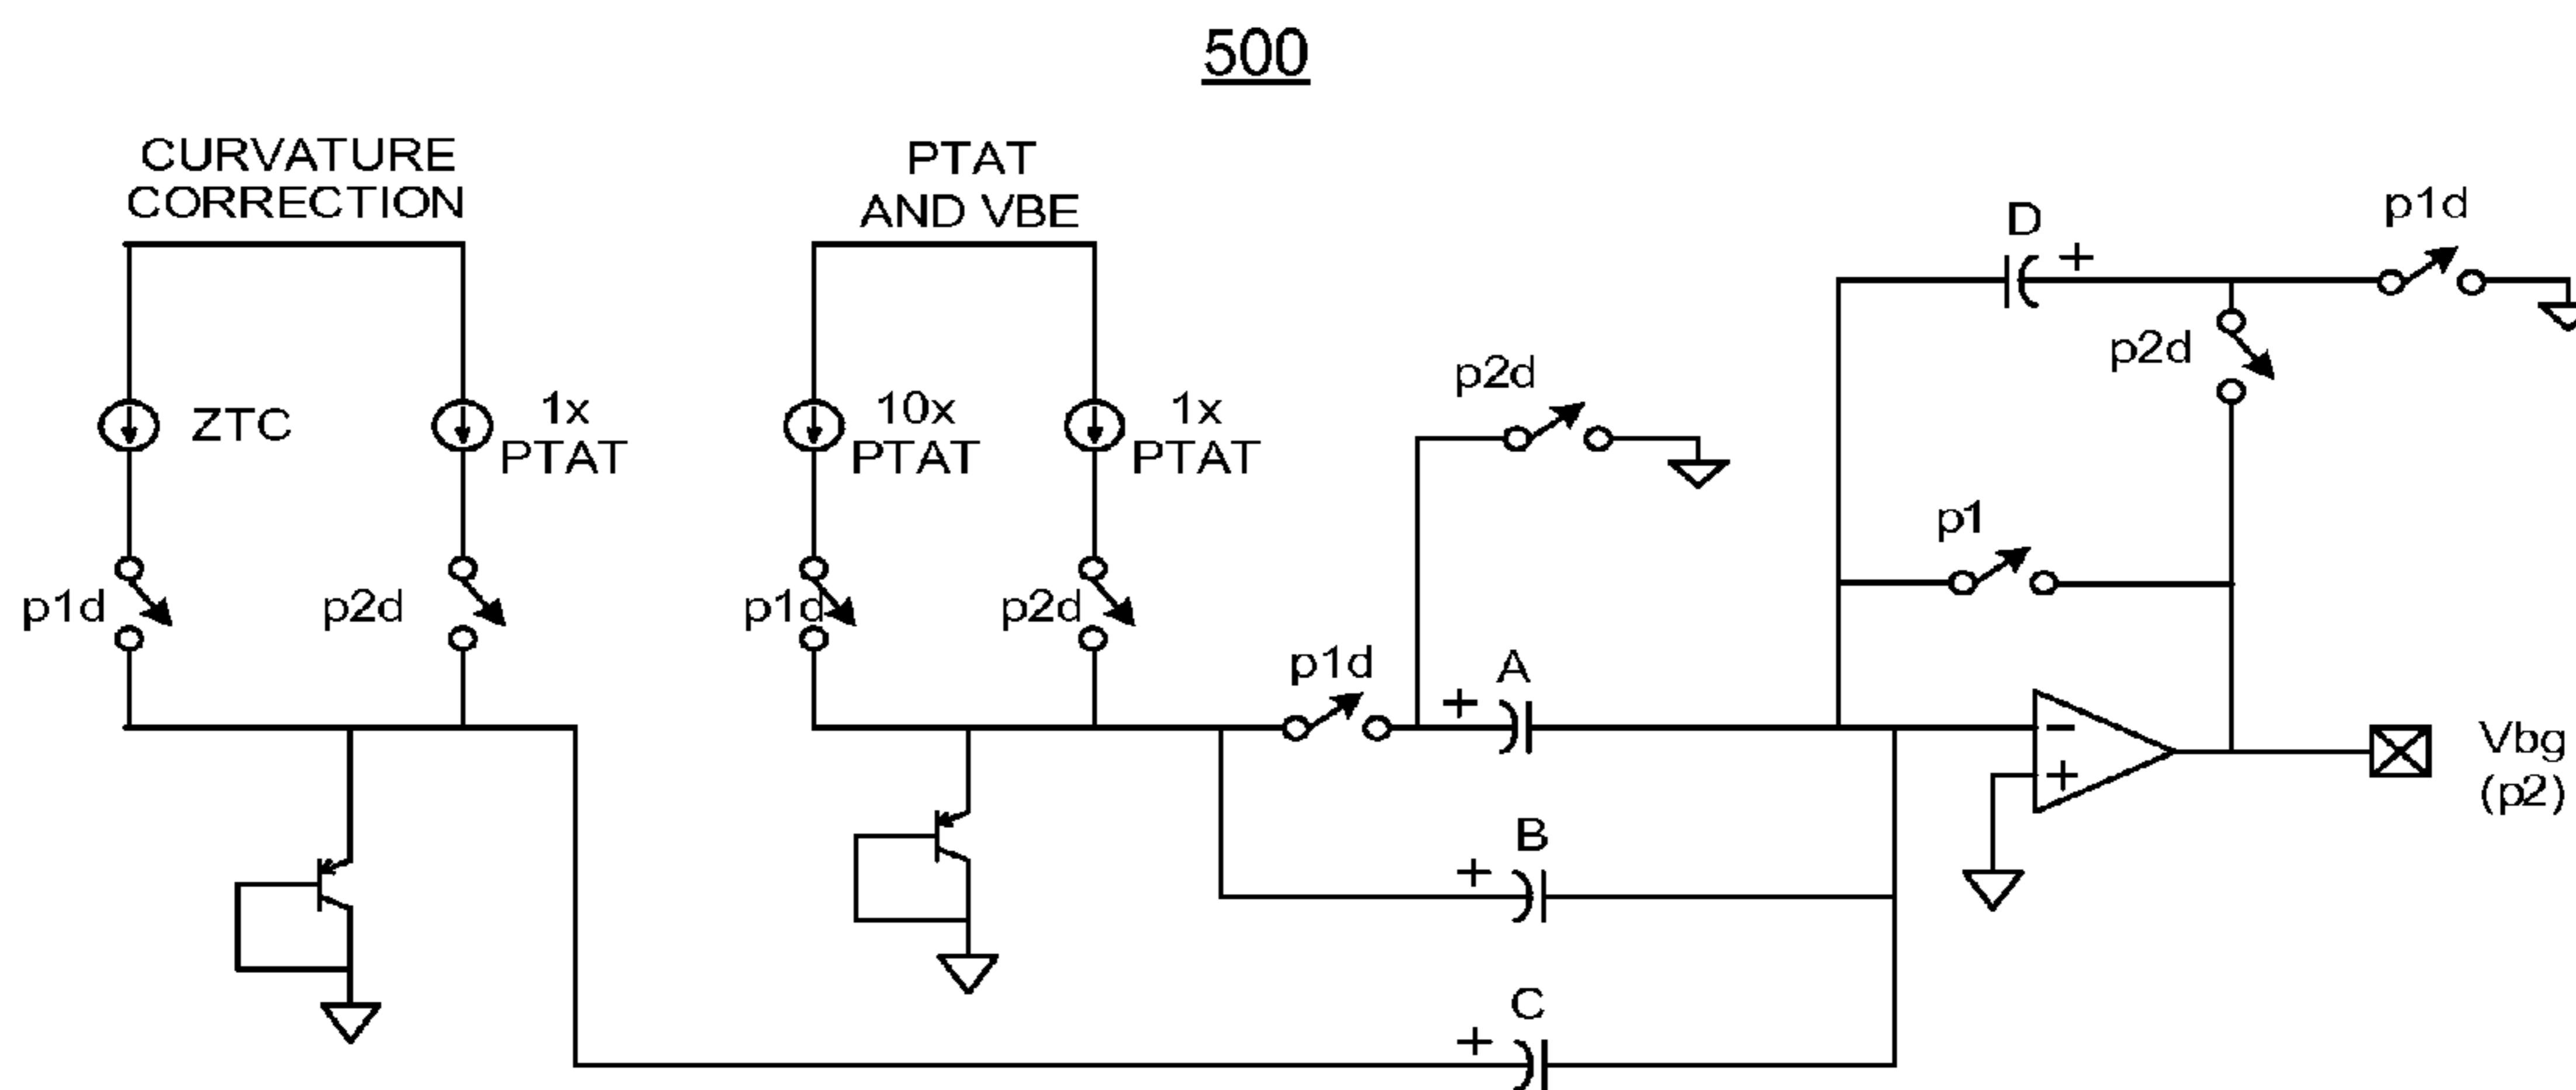 500
CURVATURE
CORRECTION
PTAT
AND VBE
D
+
p1d
p2d
p2d
ZTC
1x
PTAT
10x
PTAT
1x
PTAT
p1
p1d
p2d
p1d
p2d
p1d
+
A
−
+
Vbg
(p2)
+
B
+
C